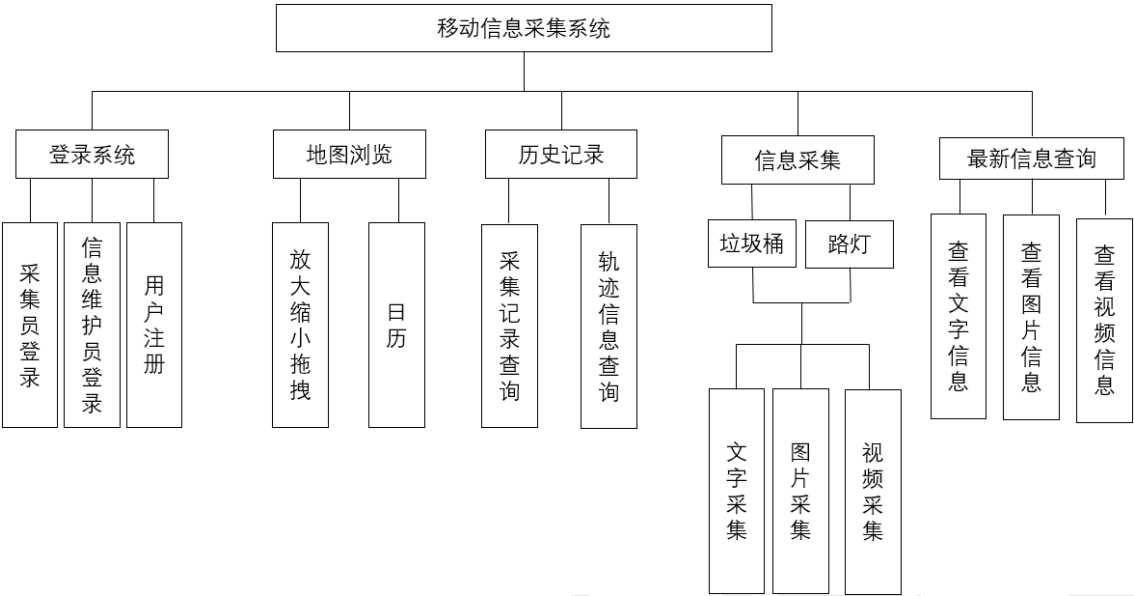 移动信息采集系统
登录系统
地图浏览
历史记录
信息采集
最新信息查询
采集员登录
信息维护员登录
用户注册
放大缩小拖拽
日历
采集记录查询
轨迹信息查询
垃圾桶
路灯
文字采集
图片采集
视频采集
查看文字信息
查看图片信息
查看视频信息